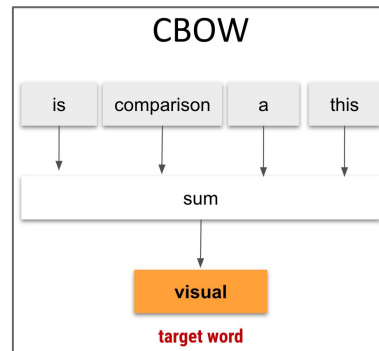 CBOW
is comparison a this
sum
visual
target word